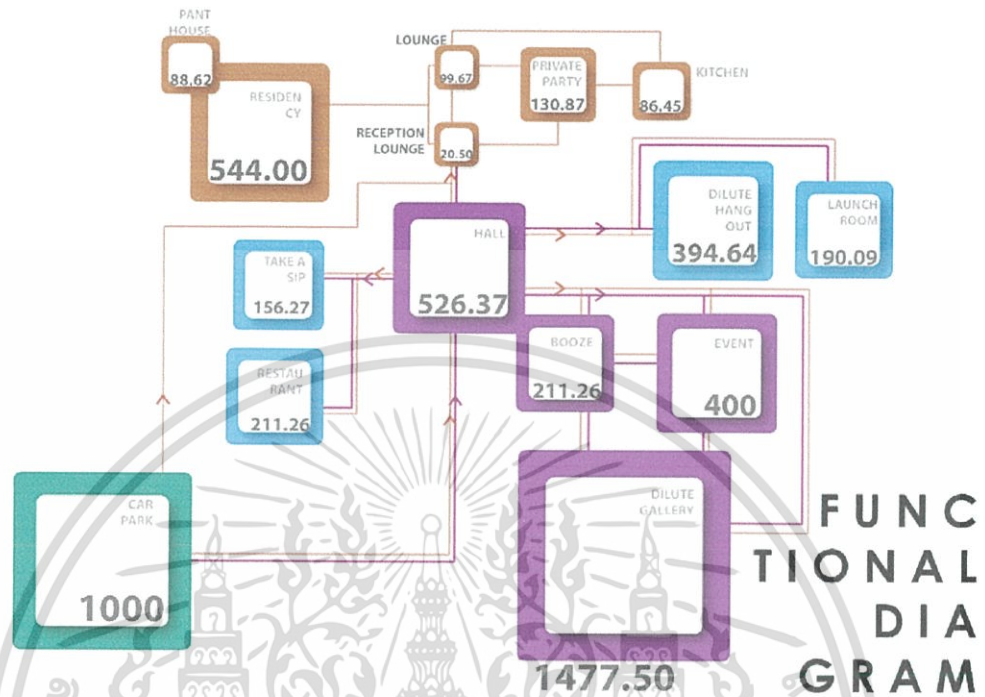 PANT
HOUSE
88.62
RESIDEN
CY
544.00
LOUNGE
99.67
PRIVATE
PARTY
130.87
KITCHEN
86.45
RECEPTION
LOUNGE
20.50
HALL
526.37
DILUTE
HANG
OUT
394.64
LAUNCH
ROOM
190.09
TAKE A
SIP
156.27
RESTAU
RANT
211.26
BOOZE
211.26
EVENT
400
CAR
PARK
1000
DILUTE
GALLERY
1477.50
FUNC
TIONAL
DIA
GRAM